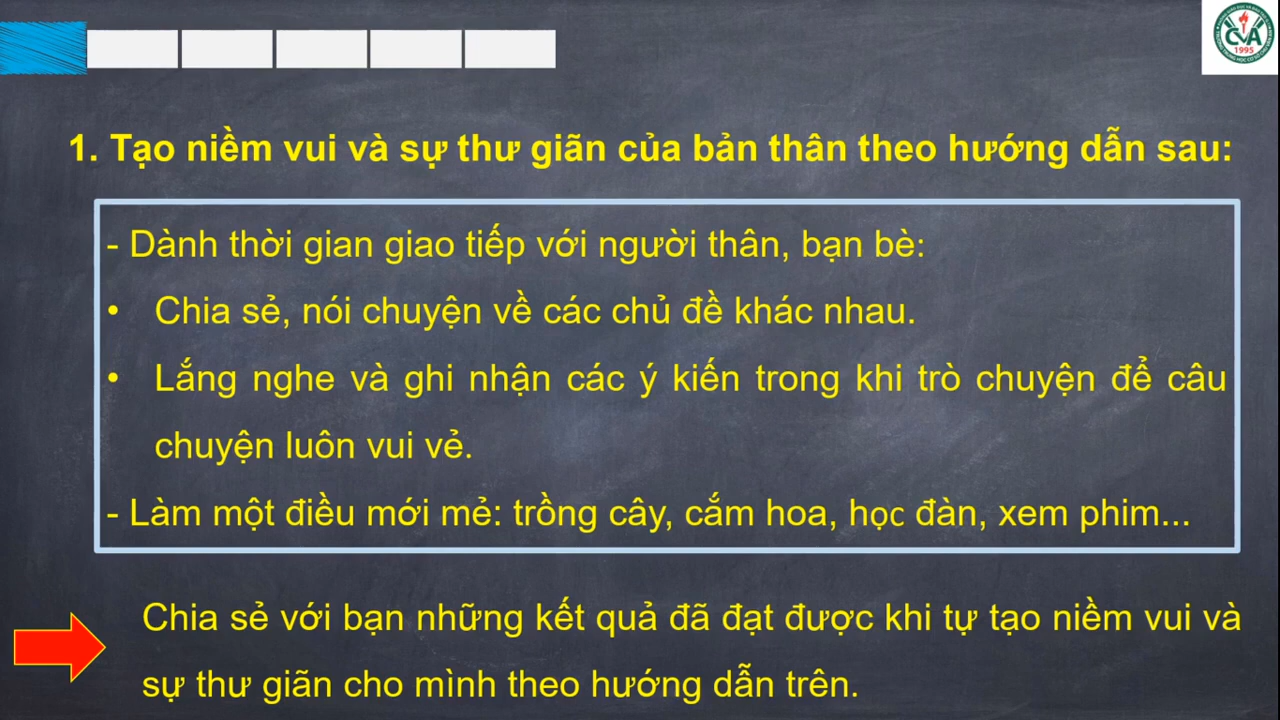 CVA
1995
1. Tạo niềm vui và sự thư giãn của bản thân theo hướng dẫn sau:
- Dành thời gian giao tiếp với người thân, bạn bè:
• Chia sẻ, nói chuyện về các chủ đề khác nhau.
• Lắng nghe và ghi nhận các ý kiến trong khi trò chuyện để câu
chuyện luôn vui vẻ.
- Làm một điều mới mẻ: trồng cây, cắm hoa, học đàn, xem phim...
Chia sẻ với bạn những kết quả đã đạt được khi tự tạo niềm vui và
sự thư giãn cho mình theo hướng dẫn trên.